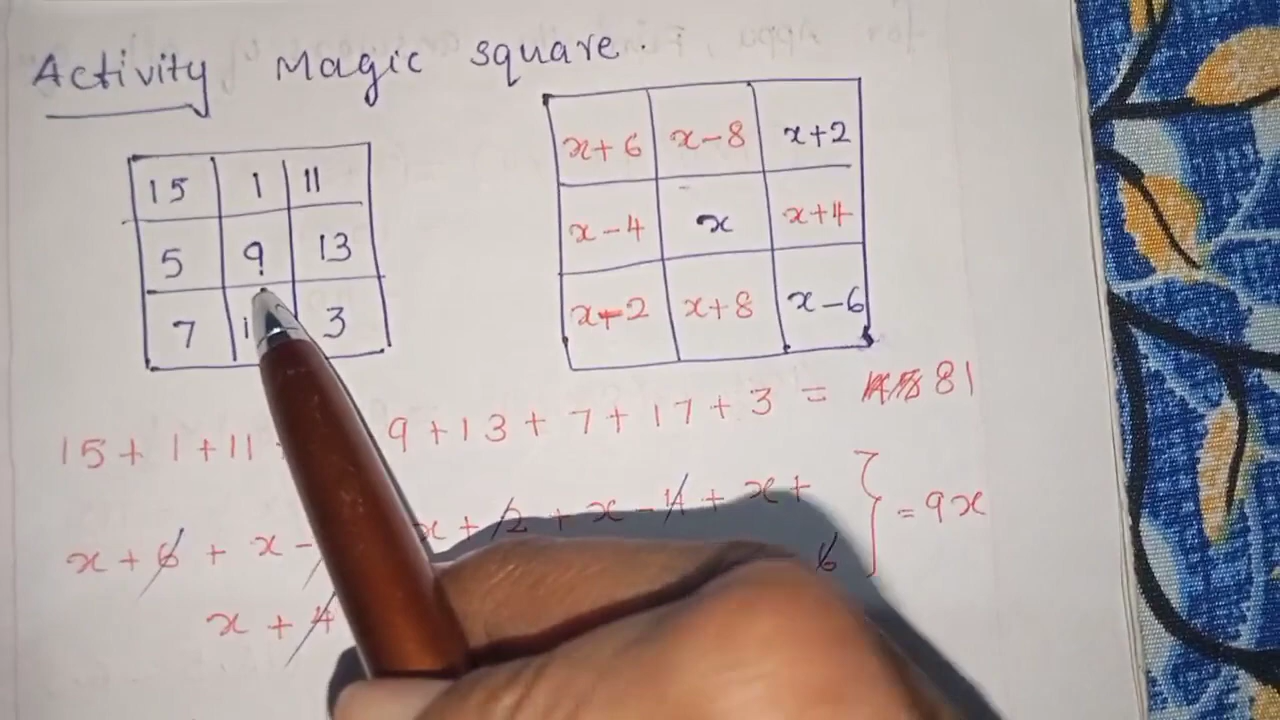 Activity Magic square.
15 1 11
5 9 13
7 3
x+6 x-8 x+2
x-4 x x+4
x-2 x+8 x-6
15+1+11 9+13+7+17+3 = 81
x+6 + x- x+2 + x-4 + x+ } = 9x
6
x+4